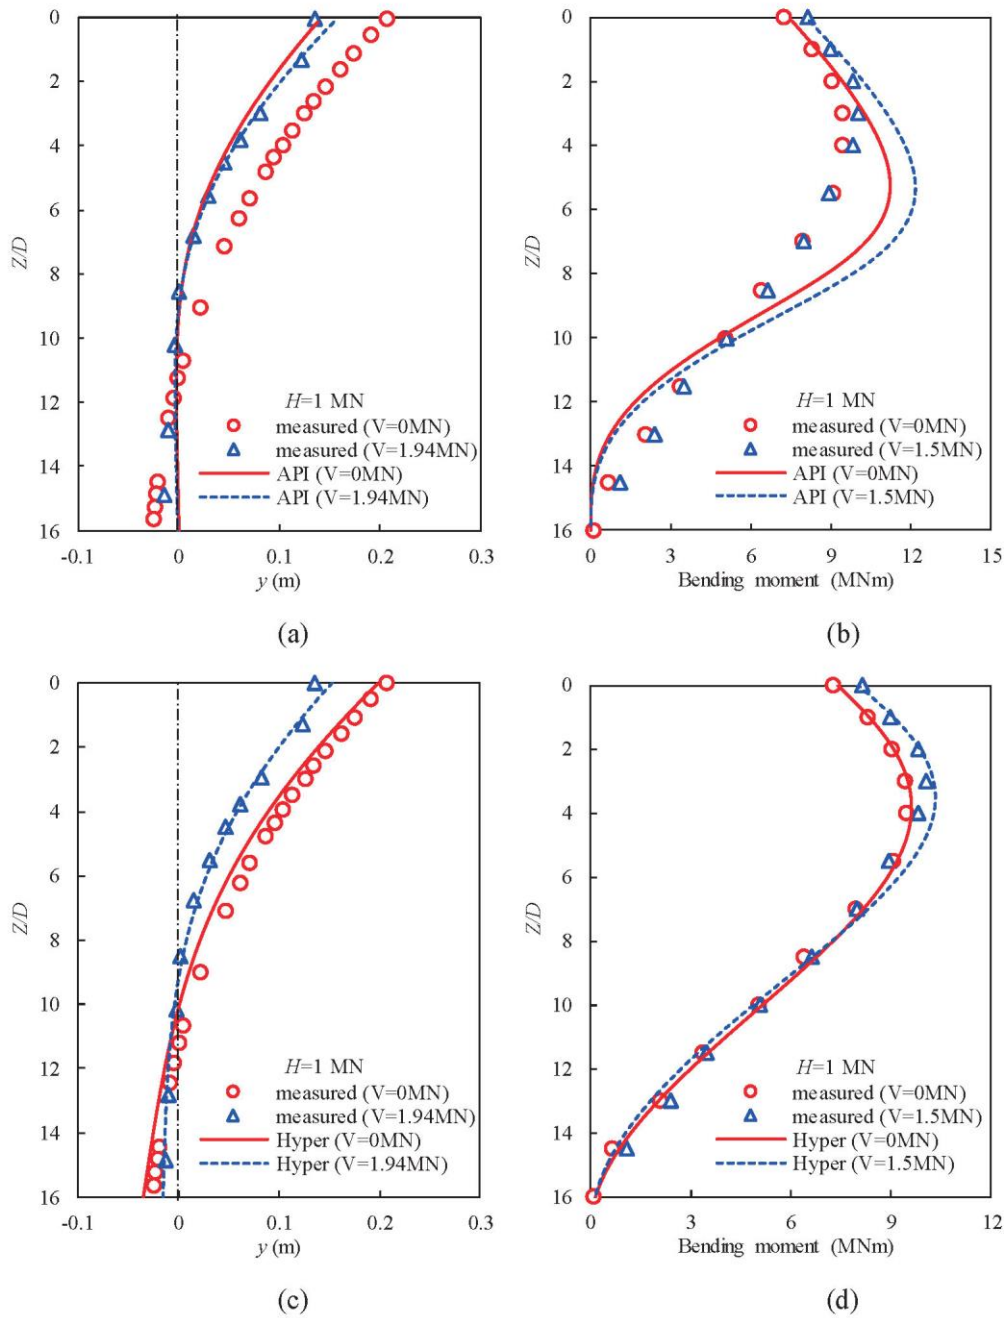 0
2
4
6
8
10
12
14
16
Z/D
H=1 MN
measured (V=0MN)
measured (V=1.94MN)
API (V=0MN)
API (V=1.94MN)
-0.1 0 0.1 0.2 0.3
y (m)
(a)
0
2
4
6
8
10
12
14
16
Z/D
H=1 MN
measured (V=0MN)
measured (V=1.5MN)
API (V=0MN)
API (V=1.5MN)
0 3 6 9 12 15
Bending moment (MNm)
(b)
0
2
4
6
8
10
12
14
16
Z/D
H=1 MN
measured (V=0MN)
measured (V=1.94MN)
Hyper (V=0MN)
Hyper (V=1.94MN)
-0.1 0 0.1 0.2 0.3
y (m)
(c)
0
2
4
6
8
10
12
14
16
Z/D
H=1 MN
measured (V=0MN)
measured (V=1.5MN)
Hyper (V=0MN)
Hyper (V=1.5MN)
0 3 6 9 12
Bending moment (MNm)
(d)